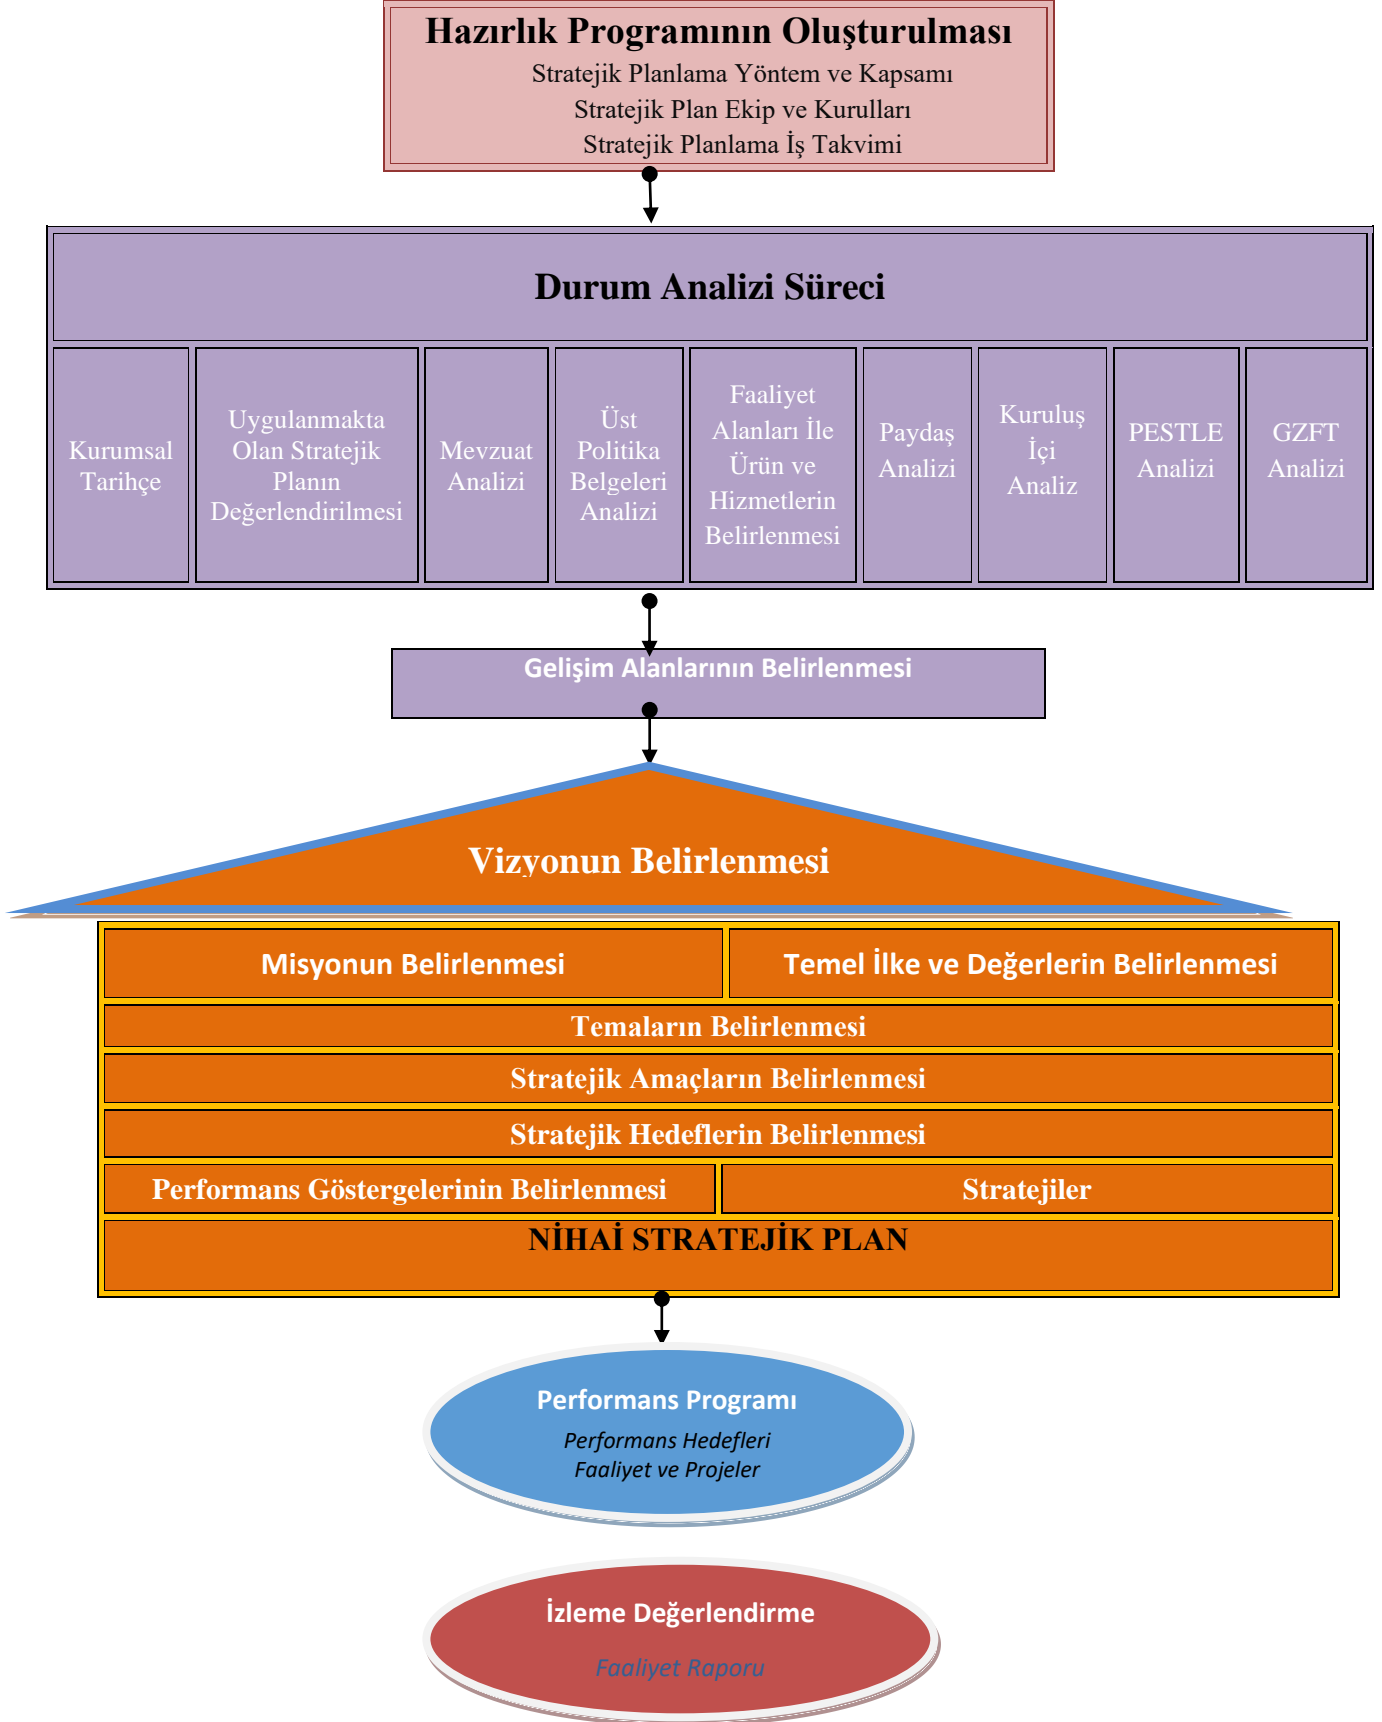 Hazırlık Programının Oluşturulması
Stratejik Planlama Yöntem ve Kapsamı
Stratejik Plan Ekip ve Kurulları
Stratejik Planlama İş Takvimi
Durum Analizi Süreci
Kurumsal
Tarihçe
Uygulanmakta
Olan Stratejik
Planın
Değerlendirilmesi
Mevzuat
Analizi
Üst
Politika
Belgeleri
Analizi
Faaliyet
Alanları İle
Ürün ve
Hizmetlerin
Belirlenmesi
Paydaş
Analizi
Kuruluş
İçi
Analiz
PESTLE
Analizi
GZFT
Analizi
Gelişim Alanlarının Belirlenmesi
Vizyonun Belirlenmesi
Misyonun Belirlenmesi
Temel İlke ve Değerlerin Belirlenmesi
Temaların Belirlenmesi
Stratejik Amaçların Belirlenmesi
Stratejik Hedeflerin Belirlenmesi
Performans Göstergelerinin Belirlenmesi
Stratejiler
NİHAİ STRATEJİK PLAN
Performans Programı
Performans Hedefleri
Faaliyet ve Projeler
İzleme Değerlendirme
Faaliyet Raporu